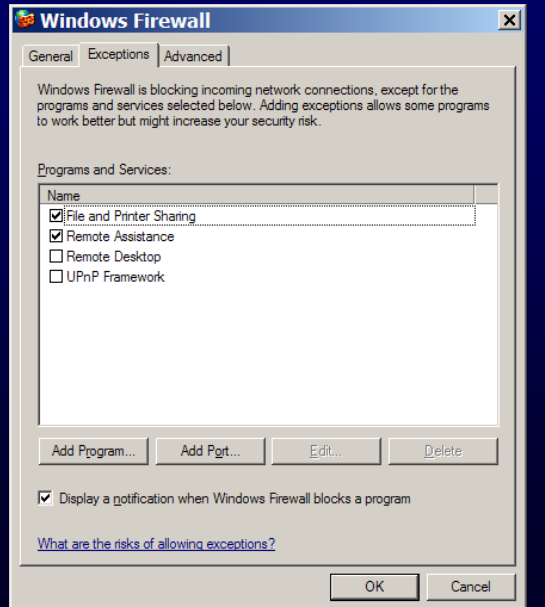 Windows Firewall
General Exceptions Advanced
Windows Firewall is blocking incoming network connections, except for the
programs and services selected below. Adding exceptions allows some programs
to work better but might increase your security risk.
Programs and Services:
Name
File and Printer Sharing
Remote Assistance
Remote Desktop
UPnP Framework
Add Program... Add Port... Edit... Delete
Display a notification when Windows Firewall blocks a program
What are the risks of allowing exceptions?
OK Cancel